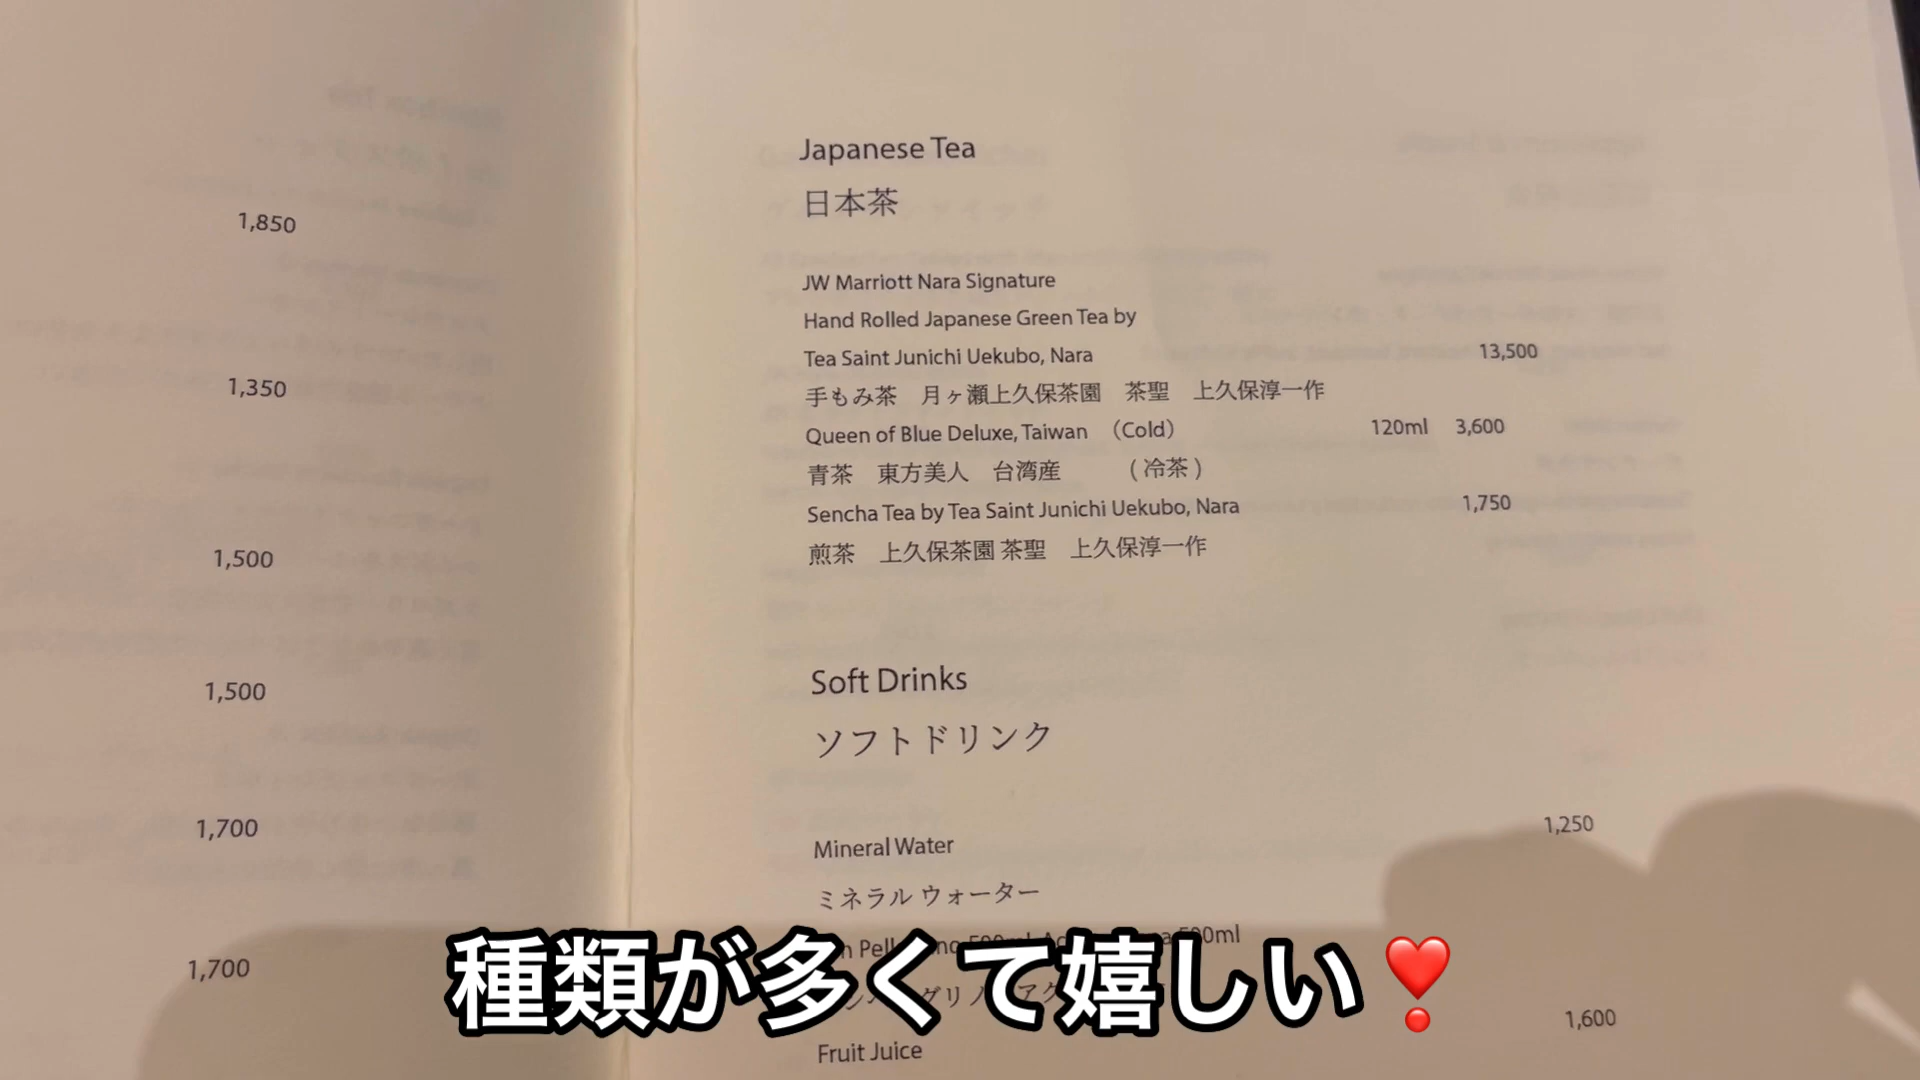 1,850
1,350
1,500
1,500
1,700
1,700
Japanese Tea
日本茶
JW Marriott Nara Signature
Hand Rolled Japanese Green Tea by
Tea Saint Junichi Uekubo, Nara 13,500
手もみ茶 月ヶ瀬上久保茶園 茶聖 上久保淳一作
Queen of Blue Deluxe, Taiwan (Cold) 120ml 3,600
青茶 東方美人 台湾産 (冷茶)
Sencha Tea by Tea Saint Junichi Uekubo, Nara 1,750
煎茶 上久保茶園 茶聖 上久保淳一作
Soft Drinks
ソフトドリンク
1,250
Mineral Water
ミネラル ウォーター
500ml
種類が多くて嬉しい❣️
1,600
Fruit Juice